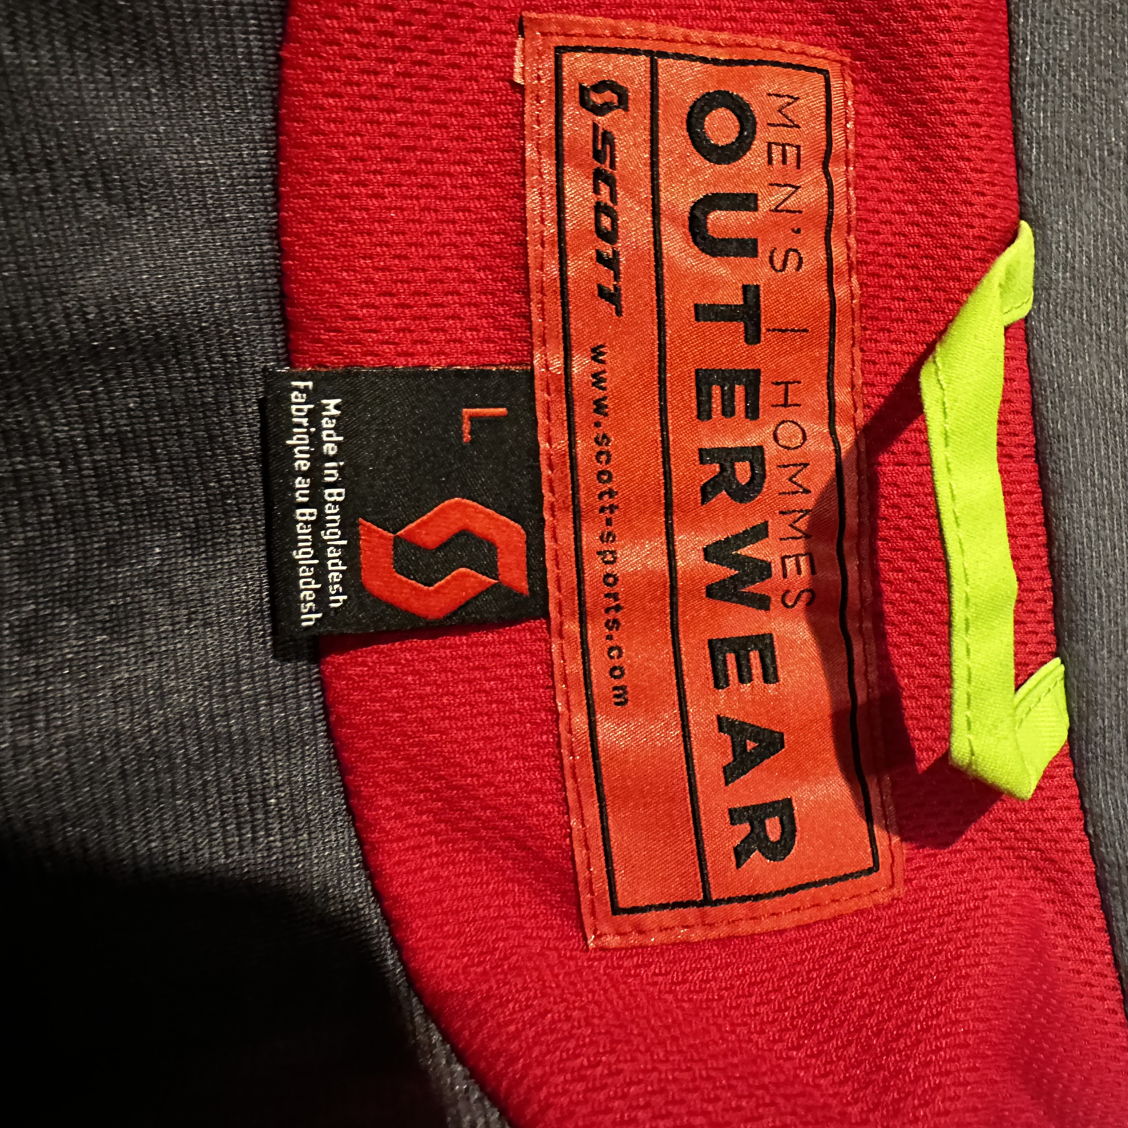 MEN'S | HOMMES
OUTERWEAR
SCOTT www.scott-sports.com
L
Made in Bangladesh
Fabrique au Bangladesh